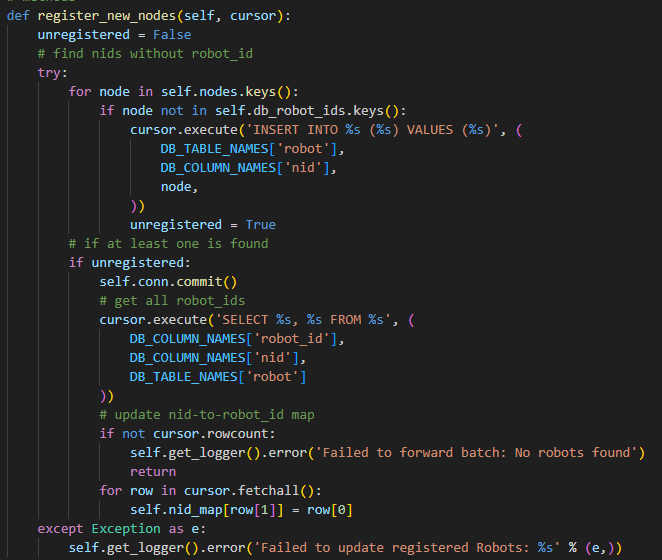 def register_new_nodes(self, cursor):
    unregistered = False
    # find nids without robot_id
    try:
        for node in self.nodes.keys():
            if node not in self.db_robot_ids.keys():
                cursor.execute('INSERT INTO %s (%s) VALUES (%s)', (
                    DB_TABLE_NAMES['robot'],
                    DB_COLUMN_NAMES['nid'],
                    node,
                ))
                unregistered = True
        # if at least one is found
        if unregistered:
            self.conn.commit()
            # get all robot_ids
            cursor.execute('SELECT %s, %s FROM %s', (
                DB_COLUMN_NAMES['robot_id'],
                DB_COLUMN_NAMES['nid'],
                DB_TABLE_NAMES['robot']
            ))
            # update nid-to-robot_id map
            if not cursor.rowcount:
                self.get_logger().error('Failed to forward batch: No robots found')
                return
            for row in cursor.fetchall():
                self.nid_map[row[1]] = row[0]
    except Exception as e:
        self.get_logger().error('Failed to update registered Robots: %s' % (e,))